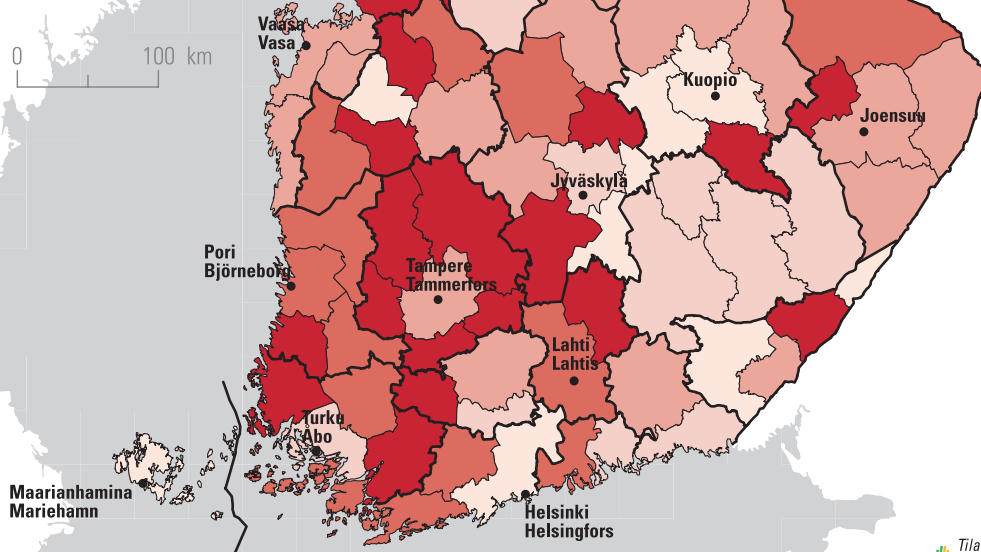 Vaasa
Vasa
0 100 km
Kuopio
Joensuu
Jyväskylä
Pori
Björneborg
Tampere
Tammerfors
Lahti
Lahtis
Turku
Åbo
Maarianhamina
Mariehamn
Helsinki
Helsingfors
Tila